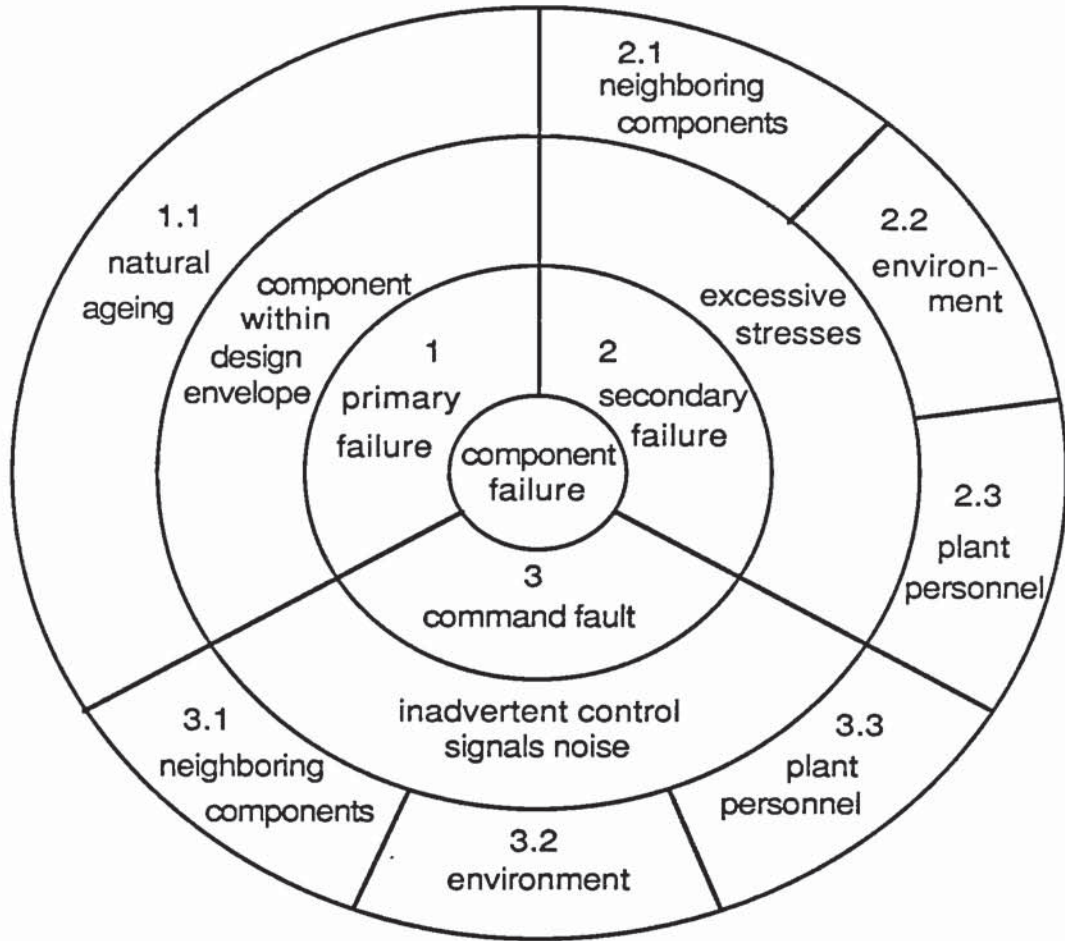 2.1
neighboring
components
1.1
natural
ageing
2.2
environ-
ment
component
within
design
envelope
excessive
stresses
1
primary
failure
2
secondary
failure
component
failure
2.3
plant
personnel
3
command fault
inadvertent control
signals noise
3.1
neighboring
components
3.2
environment
3.3
plant
personnel